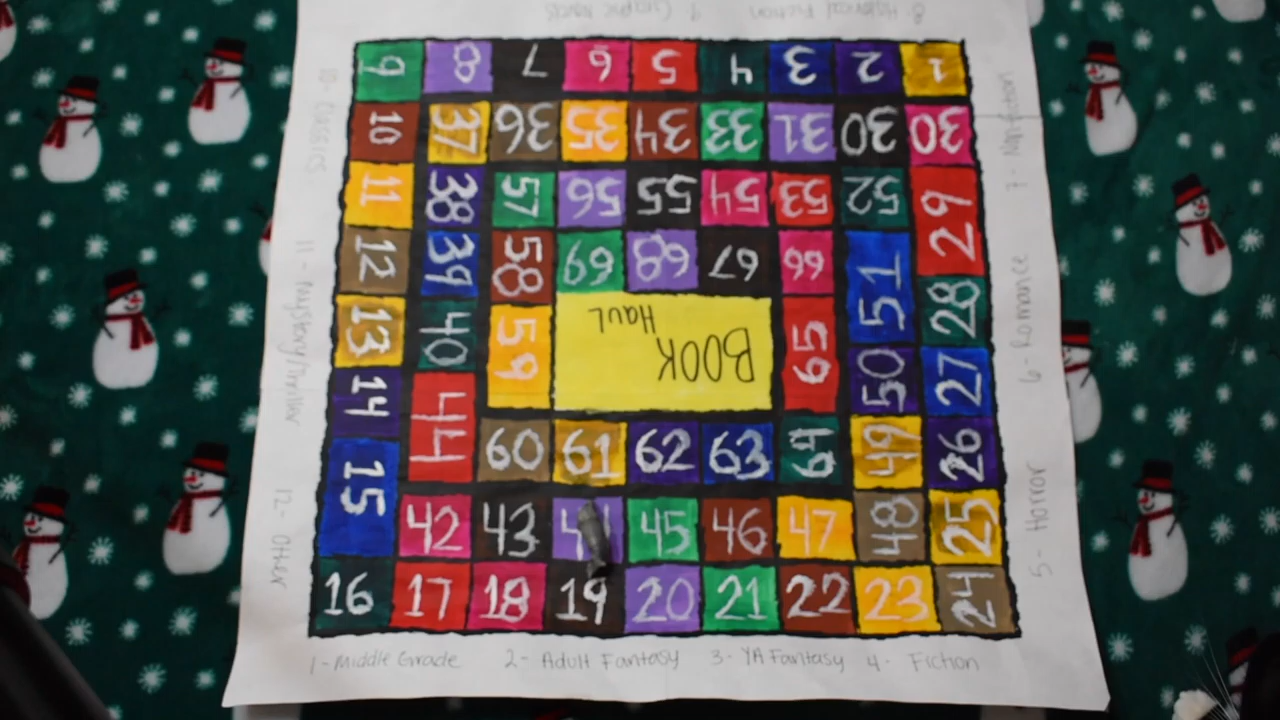 8- Historical Fiction 9- Graphic Novels
9 8 7 6 5 4 3 2 1
10 37 36 35 34 33 31 30 30
11 38 57 56 55 54 53 52 29
12 39 58 69 68 67 66 51 28
13 40 59 65 50 27
BOOK
Haul
14 44 60 61 62 63 64 49 26
15 42 43 45 46 47 48 25
16 17 18 19 20 21 22 23 24
1- Middle Grade 2- Adult Fantasy 3- YA Fantasy 4- Fiction
5- Horror
6- Romance
7- Nonfiction
10- Classics
11- Mystery/Thriller
12- Other